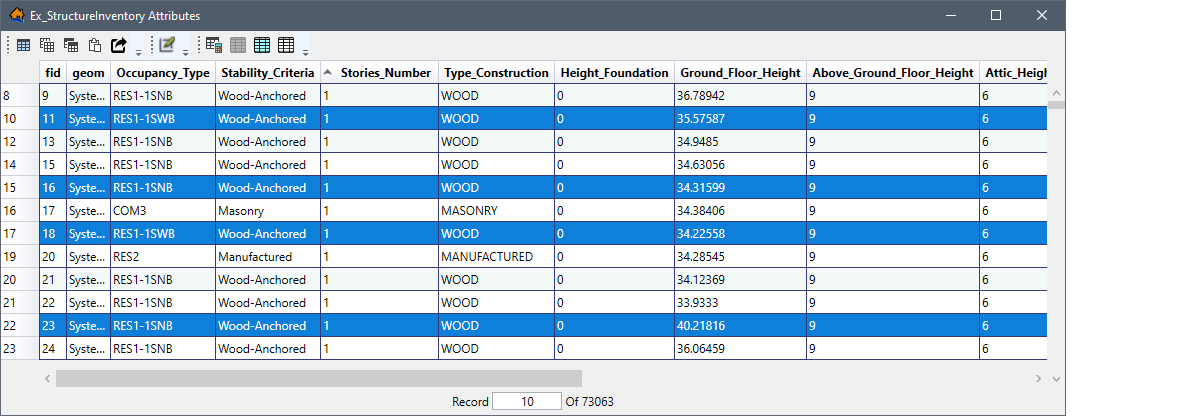 Ex_StructureInventory Attributes
fid geom Occupancy_Type Stability_Criteria Stories_Number Type_Construction Height_Foundation Ground_Floor_Height Above_Ground_Floor_Height Attic_Heigh
8 9 Syste... RES1-1SNB Wood-Anchored 1 WOOD 0 36.78942 9 6
10 11 Syste... RES1-1SWB Wood-Anchored 1 WOOD 0 35.57587 9 6
12 13 Syste... RES1-1SNB Wood-Anchored 1 WOOD 0 34.9485 9 6
14 15 Syste... RES1-1SNB Wood-Anchored 1 WOOD 0 34.63056 9 6
15 16 Syste... RES1-1SNB Wood-Anchored 1 WOOD 0 34.31599 9 6
16 17 Syste... COM3 Masonry 1 MASONRY 0 34.38406 9 6
17 18 Syste... RES1-1SWB Wood-Anchored 1 WOOD 0 34.22558 9 6
19 20 Syste... RES2 Manufactured 1 MANUFACTURED 0 34.28545 9 6
20 21 Syste... RES1-1SNB Wood-Anchored 1 WOOD 0 34.12369 9 6
21 22 Syste... RES1-1SNB Wood-Anchored 1 WOOD 0 33.9333 9 6
22 23 Syste... RES1-1SNB Wood-Anchored 1 WOOD 0 40.21816 9 6
23 24 Syste... RES1-1SNB Wood-Anchored 1 WOOD 0 36.06459 9 6
Record 10 Of 73063